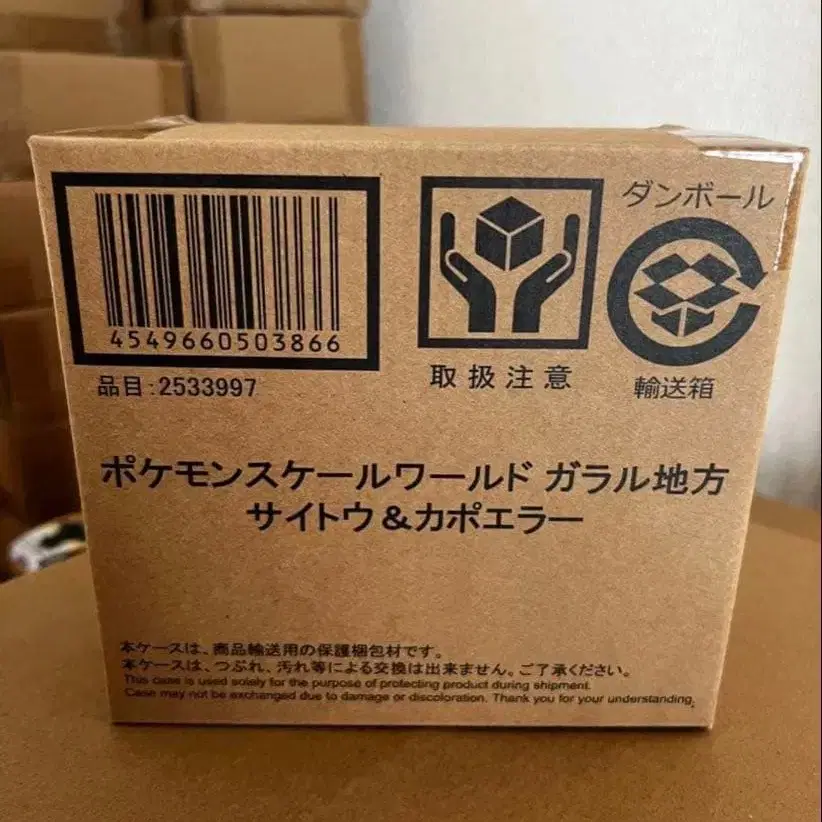 4549660503866
品目:2533997
取扱注意
ダンボール
輸送箱
ポケモンスケールワールド ガラル地方
サイトウ&カポエラー
本ケースは、商品輸送用の保護梱包材です。
本ケースは、つぶれ、汚れ等による交換は出来ません。ご了承ください。
This case is used solely for the purpose of protecting product during shipment.
Case may not be exchanged due to damage or discoloration. Thank you for your understanding.